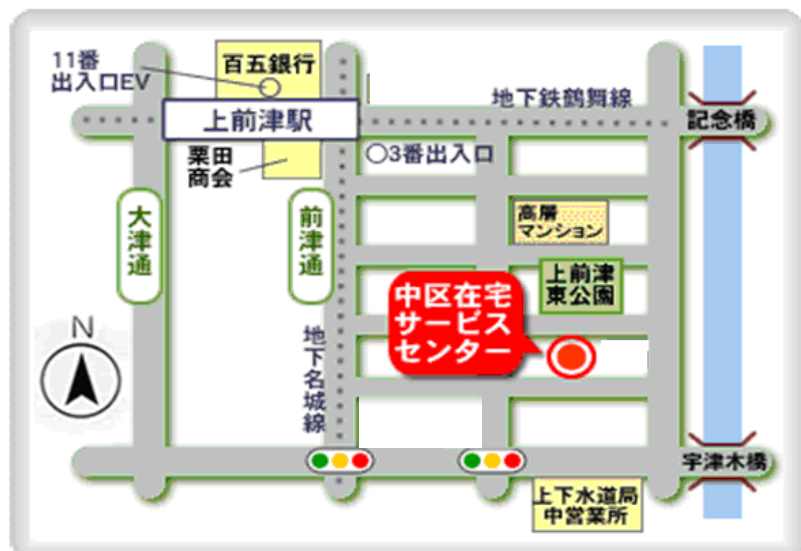 11番
出入口EV
百五銀行
地下鉄鶴舞線
上前津駅
記念橋
栗田
商会
○3番出入口
大津通
前津通
高層
マンション
上前津
東公園
中区在宅
サービス
センター
N
地下名城線
宇津木橋
上下水道局
中営業所